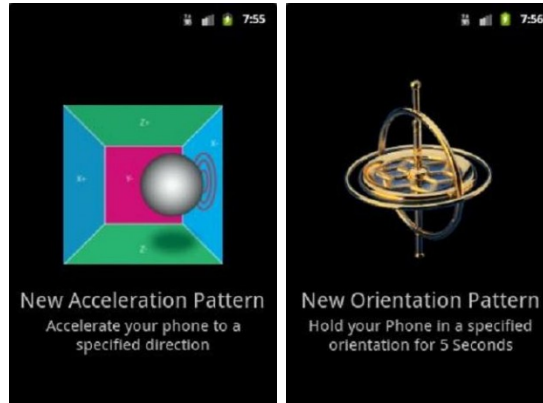 7:55
Z+
X-
X+
Y-
Z-
New Acceleration Pattern
Accelerate your phone to a
specified direction
7:56
New Orientation Pattern
Hold your Phone in a specified
orientation for 5 Seconds